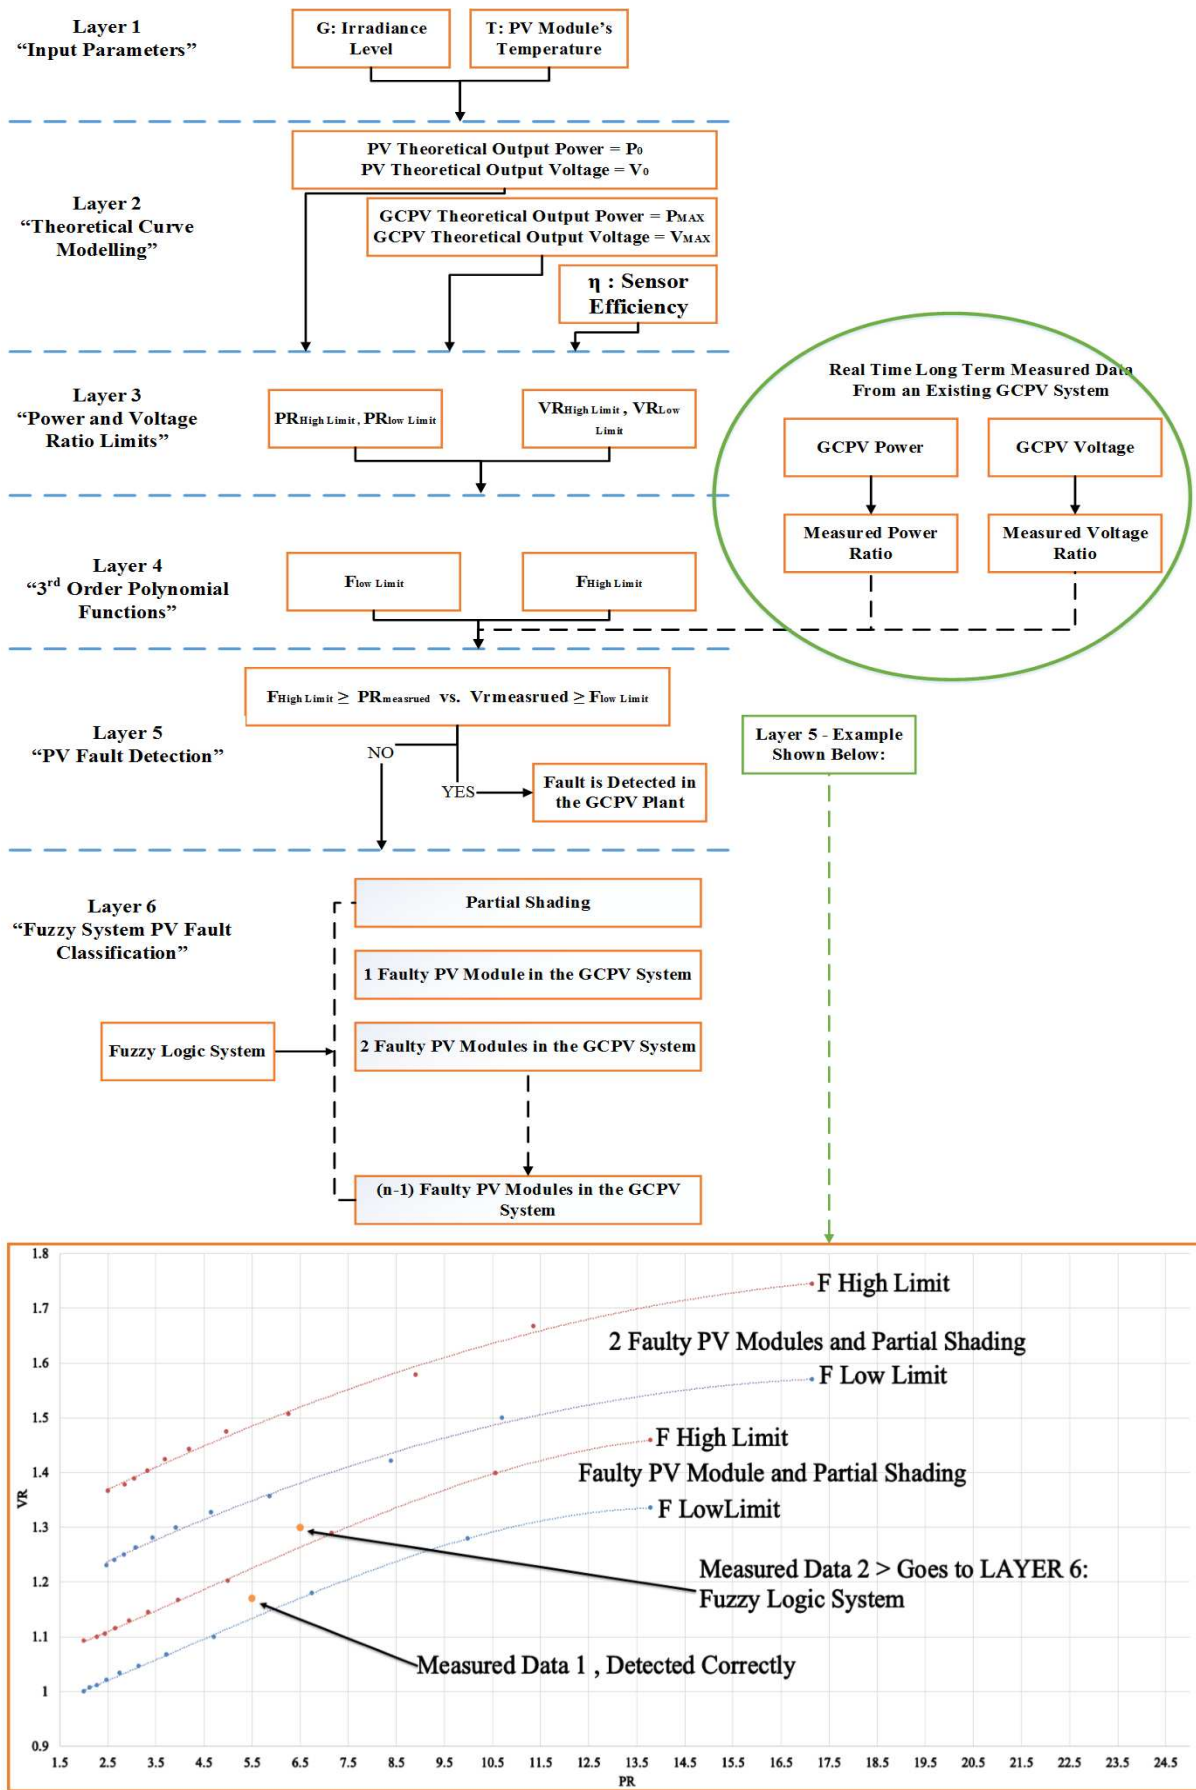 Layer 1
“Input Parameters”
G: Irradiance
Level
T: PV Module’s
Temperature
Layer 2
“Theoretical Curve
Modelling”
PV Theoretical Output Power = P0
PV Theoretical Output Voltage = V0
GCPV Theoretical Output Power = PMAX
GCPV Theoretical Output Voltage = VMAX
η : Sensor
Efficiency
Layer 3
“Power and Voltage
Ratio Limits”
PRHigh Limit, PRlow Limit
VRHigh Limit , VRLow
Limit
Real Time Long Term Measured Data
From an Existing GCPV System
GCPV Power
GCPV Voltage
Measured Power
Ratio
Measured Voltage
Ratio
Layer 4
“3rd Order Polynomial
Functions”
Flow Limit
FHigh Limit
Layer 5
“PV Fault Detection”
FHigh Limit ≥ PRmeasrued vs. Vrmeasrued ≥ Flow Limit
NO
YES
Fault is Detected in
the GCPV Plant
Layer 5 - Example
Shown Below:
Layer 6
“Fuzzy System PV Fault
Classification”
Fuzzy Logic System
Partial Shading
1 Faulty PV Module in the GCPV System
2 Faulty PV Modules in the GCPV System
(n-1) Faulty PV Modules in the GCPV
System
1.8
1.7
1.6
1.5
1.4
1.3
1.2
1.1
1
0.9
VR
F High Limit
2 Faulty PV Modules and Partial Shading
F Low Limit
F High Limit
Faulty PV Module and Partial Shading
F LowLimit
Measured Data 2 > Goes to LAYER 6:
Fuzzy Logic System
Measured Data 1 , Detected Correctly
1.5 2.5 3.5 4.5 5.5 6.5 7.5 8.5 9.5 10.5 11.5 12.5 13.5 14.5 15.5 16.5 17.5 18.5 19.5 20.5 21.5 22.5 23.5 24.5
PR